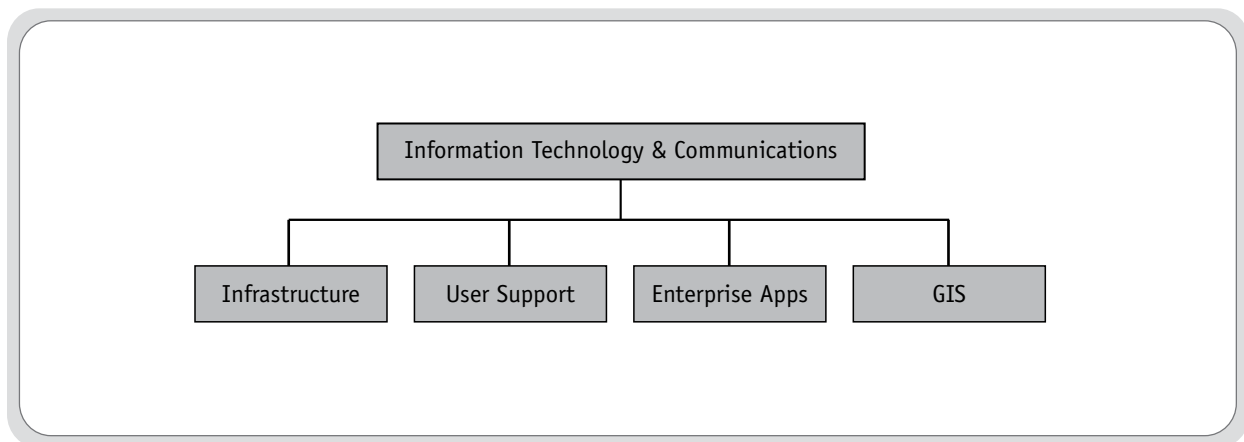 Information Technology & Communications
Infrastructure
User Support
Enterprise Apps
GIS